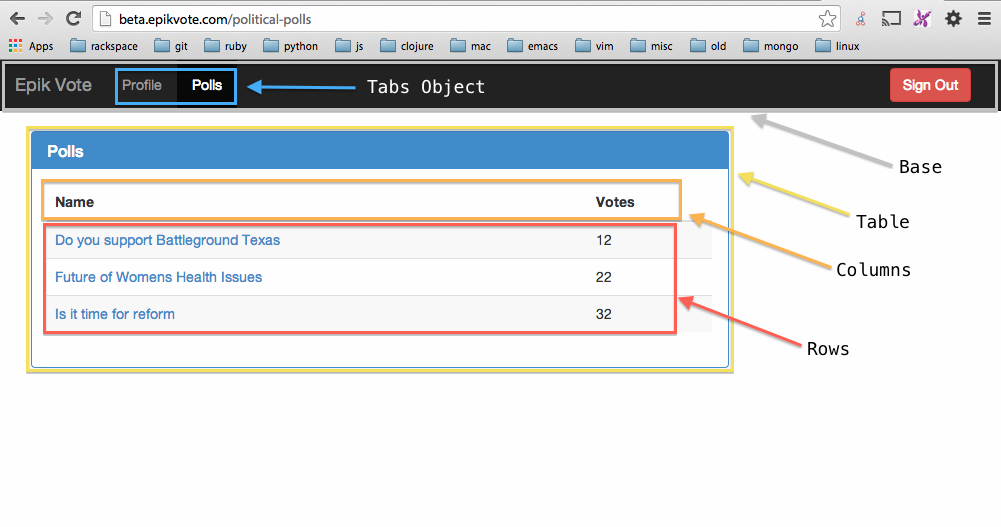 beta.epikvote.com/political-polls
Apps rackspace git ruby python js clojure mac emacs vim misc old mongo linux
Epik Vote Profile Polls Tabs Object Sign Out
Base
Polls
Table
Name Votes
Columns
Do you support Battleground Texas 12
Future of Womens Health Issues 22
Is it time for reform 32
Rows